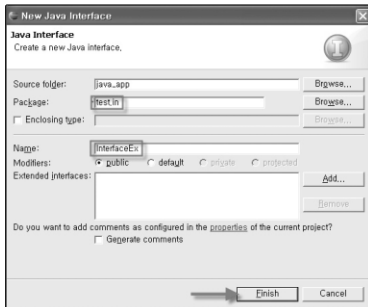 New Java Interface
Java Interface
Create a new Java interface.
Source folder: java_app Browse...
Package: test.in Browse...
Enclosing type: Browse...
Name: InterfaceEx
Modifiers: public default private protected
Extended interfaces: Add...
Remove
Do you want to add comments as configured in the properties of the current project?
Generate comments
Finish Cancel